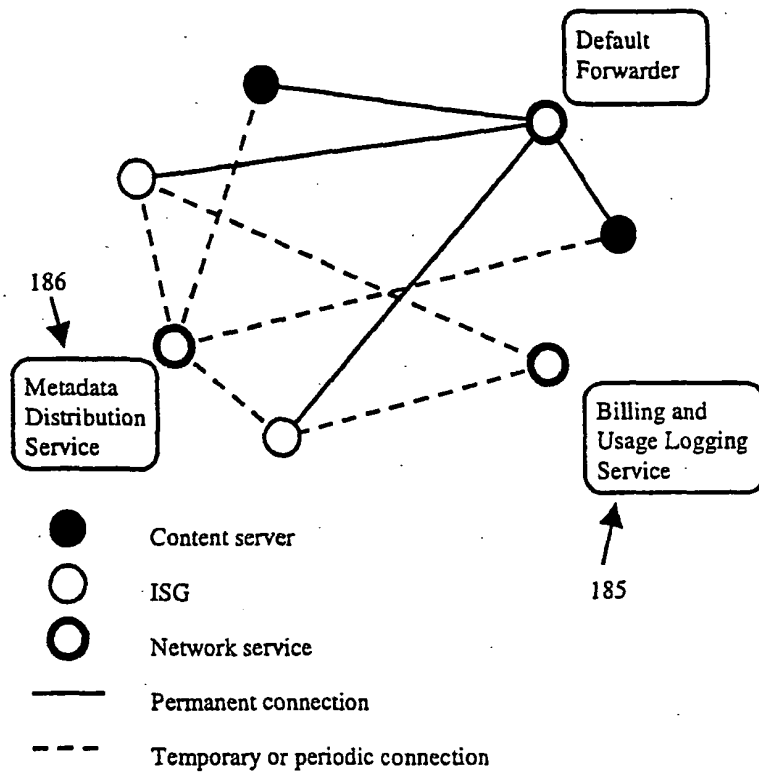 Default
Forwarder
186
Metadata
Distribution
Service
Billing and
Usage Logging
Service
185
Content server
ISG
Network service
Permanent connection
Temporary or periodic connection